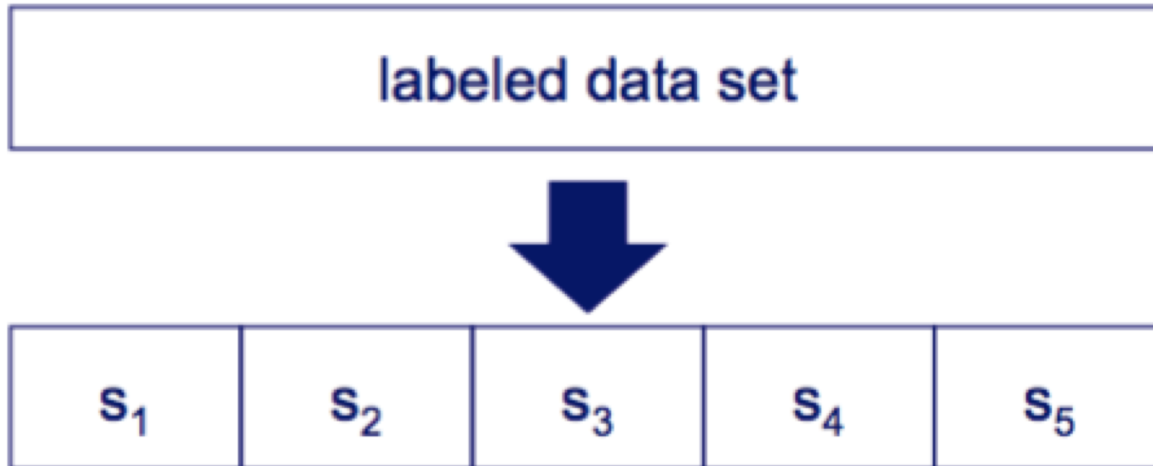 labeled data set
s₁ s₂ s₃ s₄ s₅